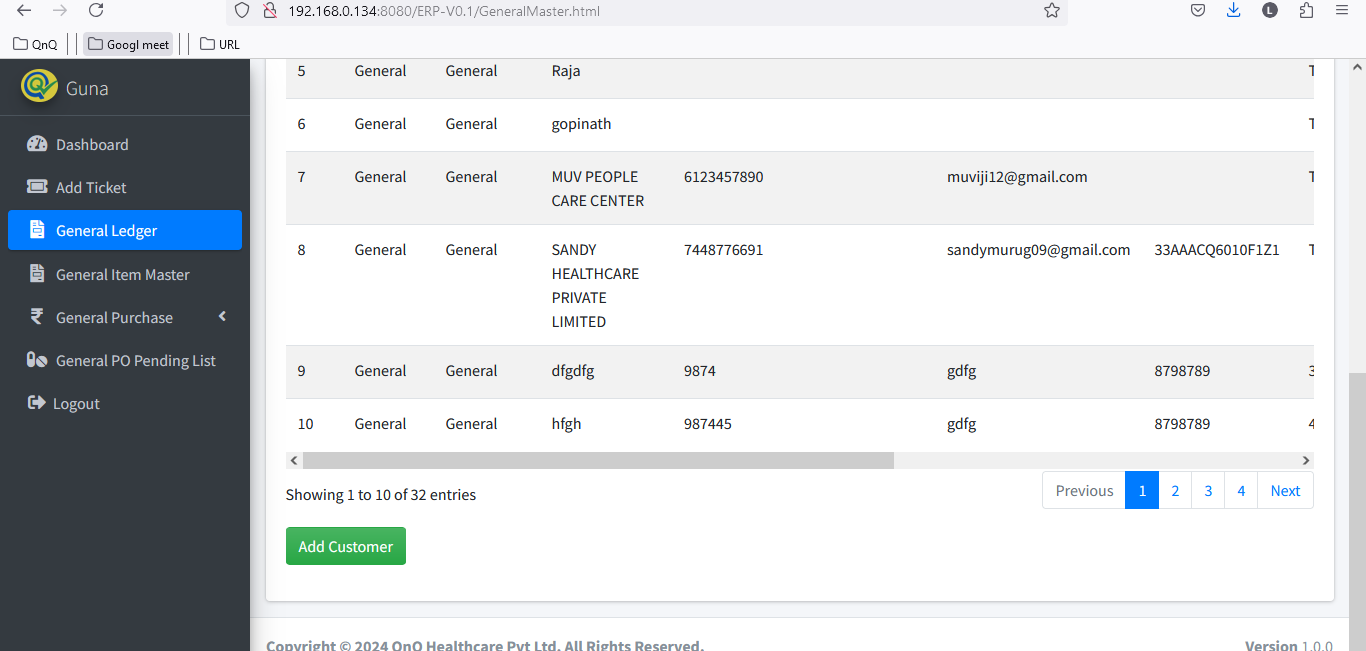 192.168.0.134:8080/ERP-V0.1/GeneralMaster.html
L
QnQ Googl meet URL
Guna
Dashboard
Add Ticket
General Ledger
General Item Master
General Purchase
General PO Pending List
Logout
5 General General Raja T
6 General General gopinath T
7 General General MUV PEOPLE 6123457890 muviji12@gmail.com T
CARE CENTER
8 General General SANDY 7448776691 sandymurug09@gmail.com 33AAACQ6010F1Z1 T
HEALTHCARE
PRIVATE
LIMITED
9 General General dfgdfg 9874 gdfg 8798789 3
10 General General hfgh 987445 gdfg 8798789 4
Showing 1 to 10 of 32 entries
Previous 1 2 3 4 Next
Add Customer
Copyright © 2024 QnQ Healthcare Pvt Ltd. All Rights Reserved.
Version 1.0.0